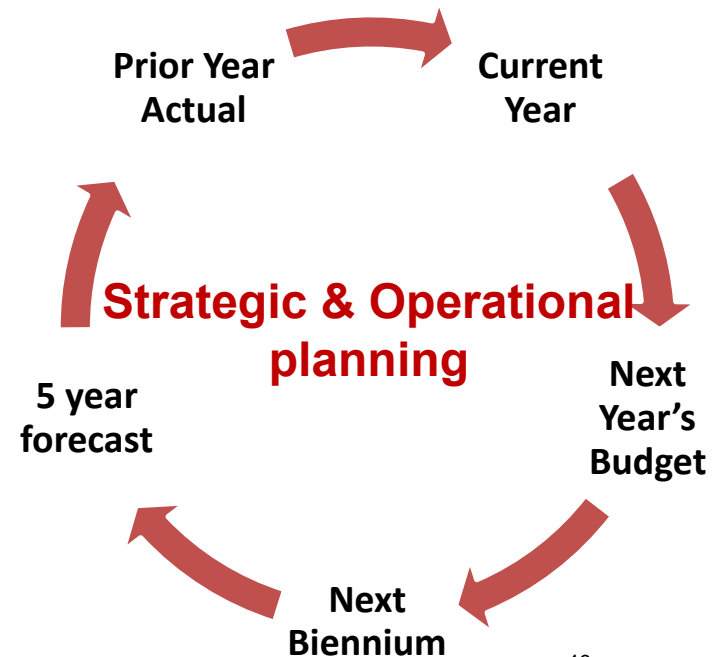 Prior Year
Actual
Current
Year
Strategic & Operational
planning
Next
Year’s
Budget
5 year
forecast
Next
Biennium